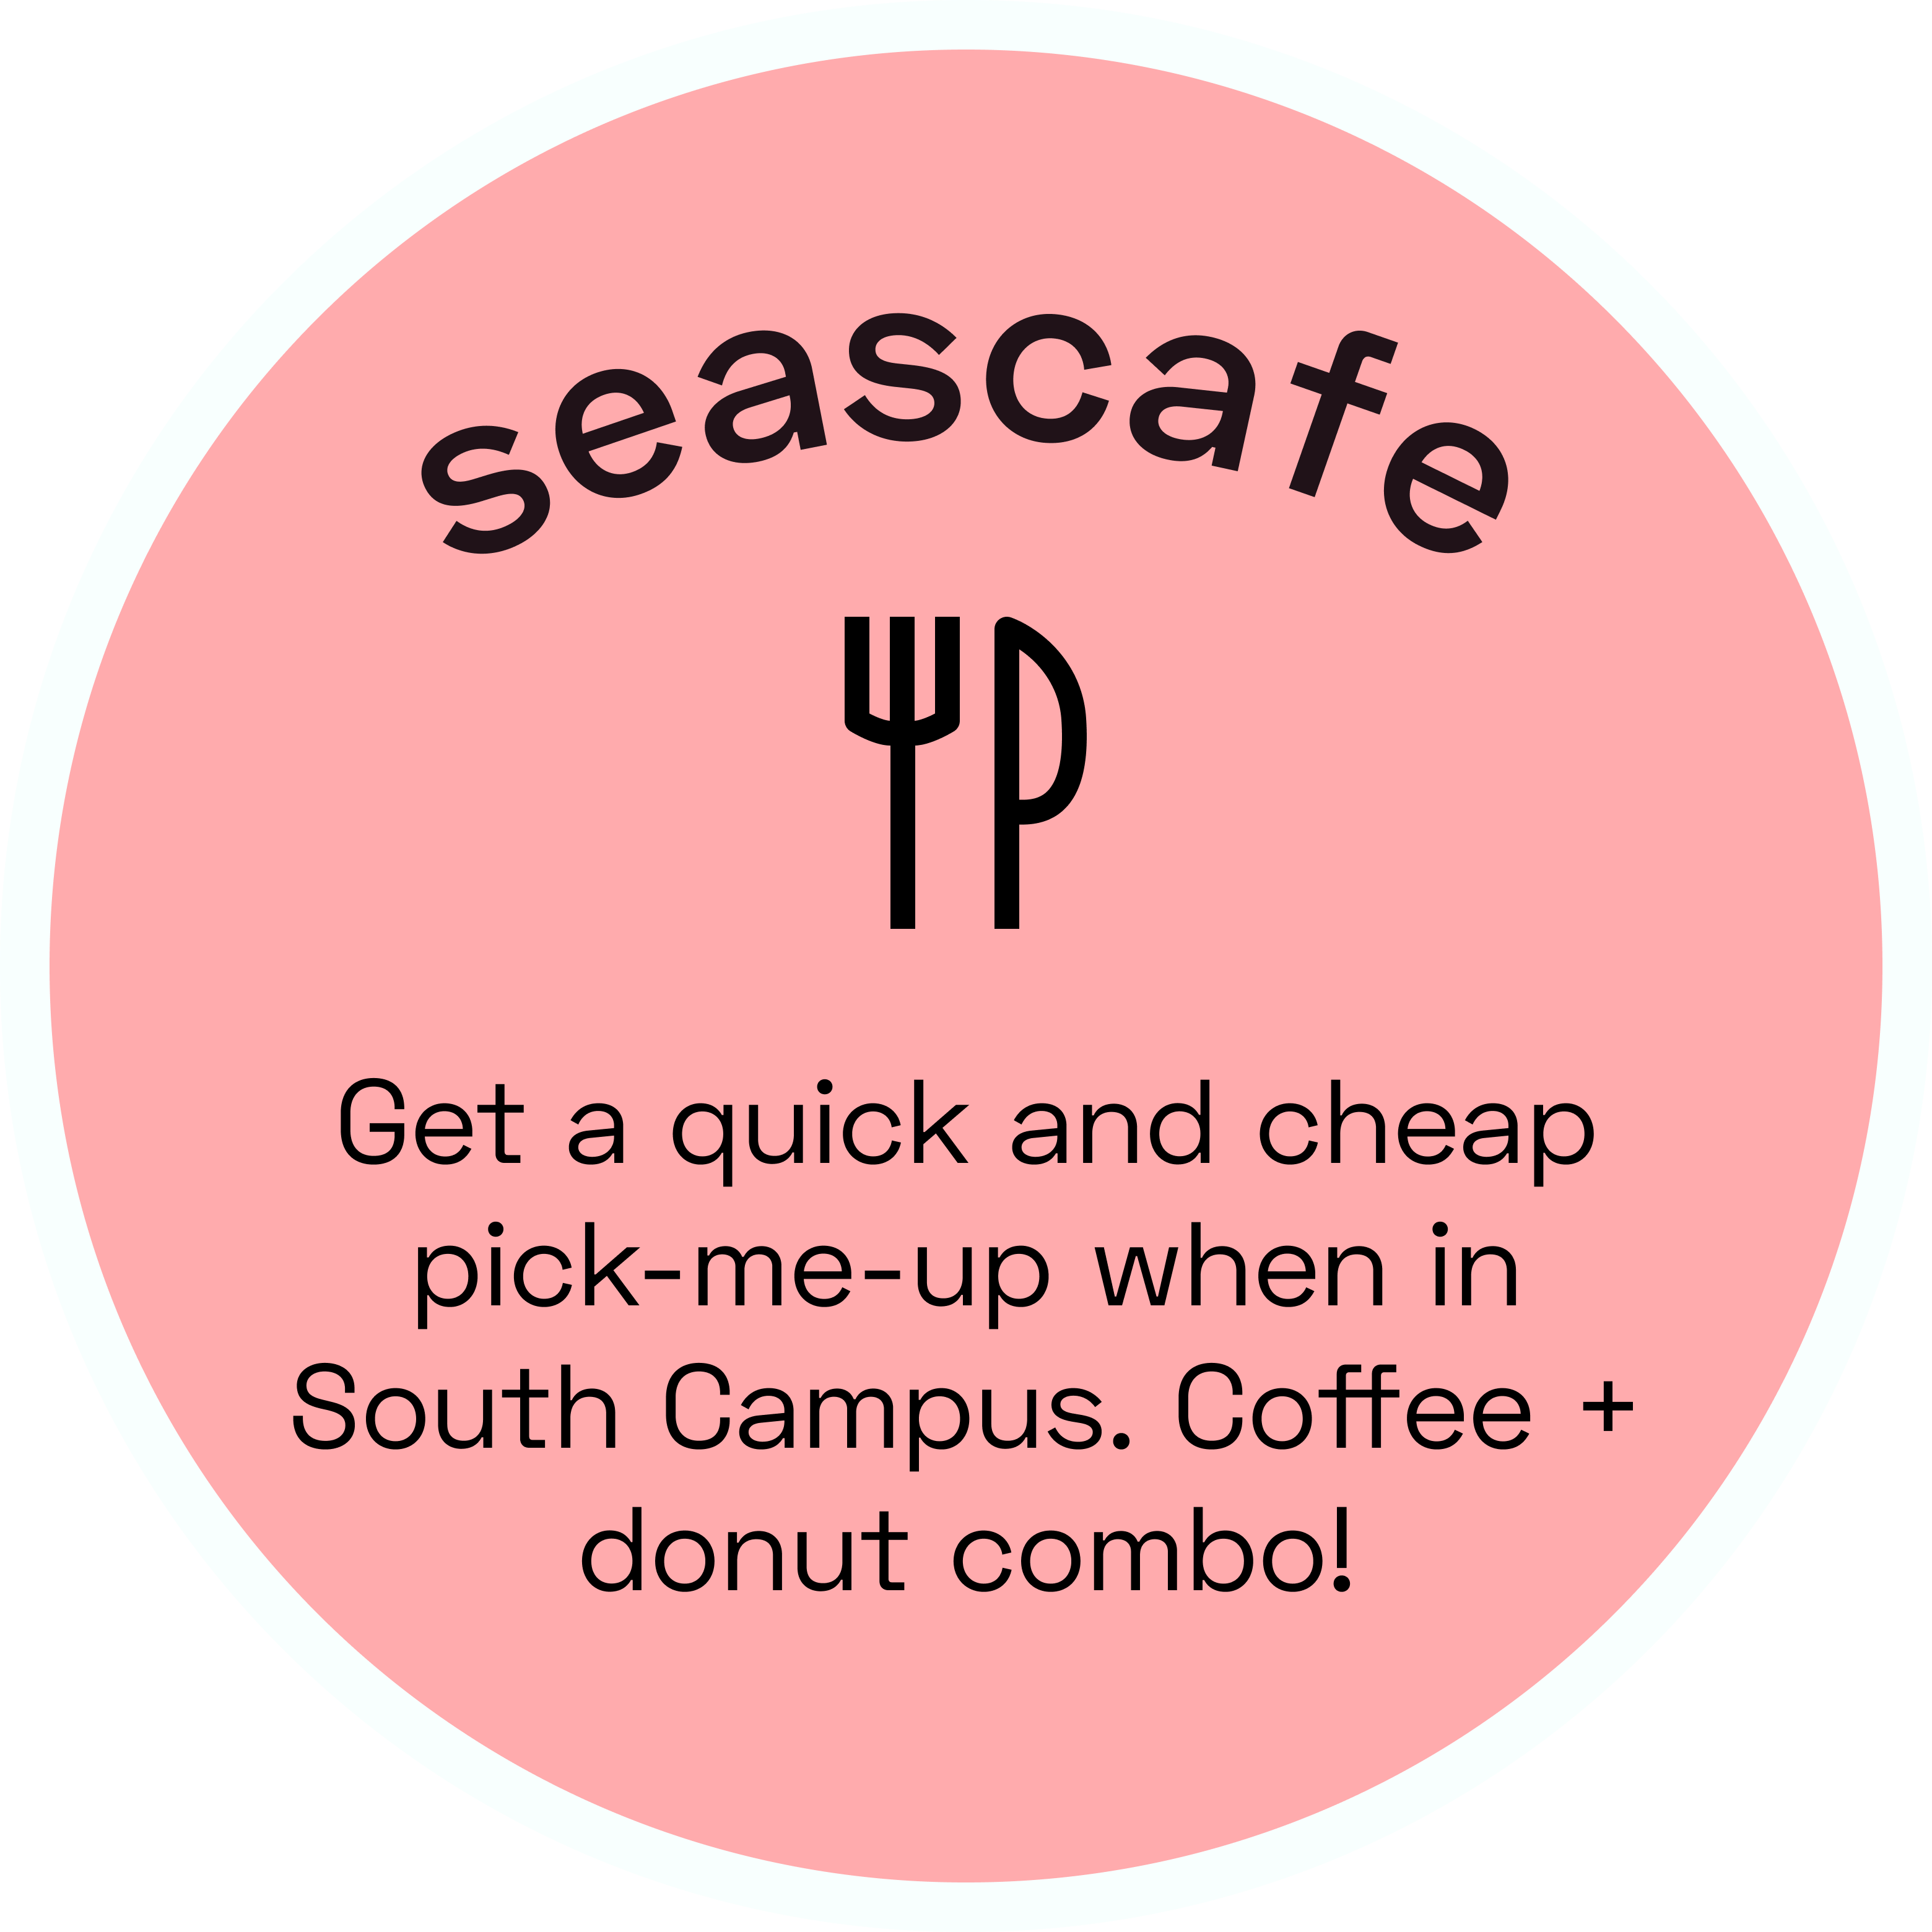 seascafe
Get a quick and cheap
pick-me-up when in
South Campus. Coffee +
donut combo!